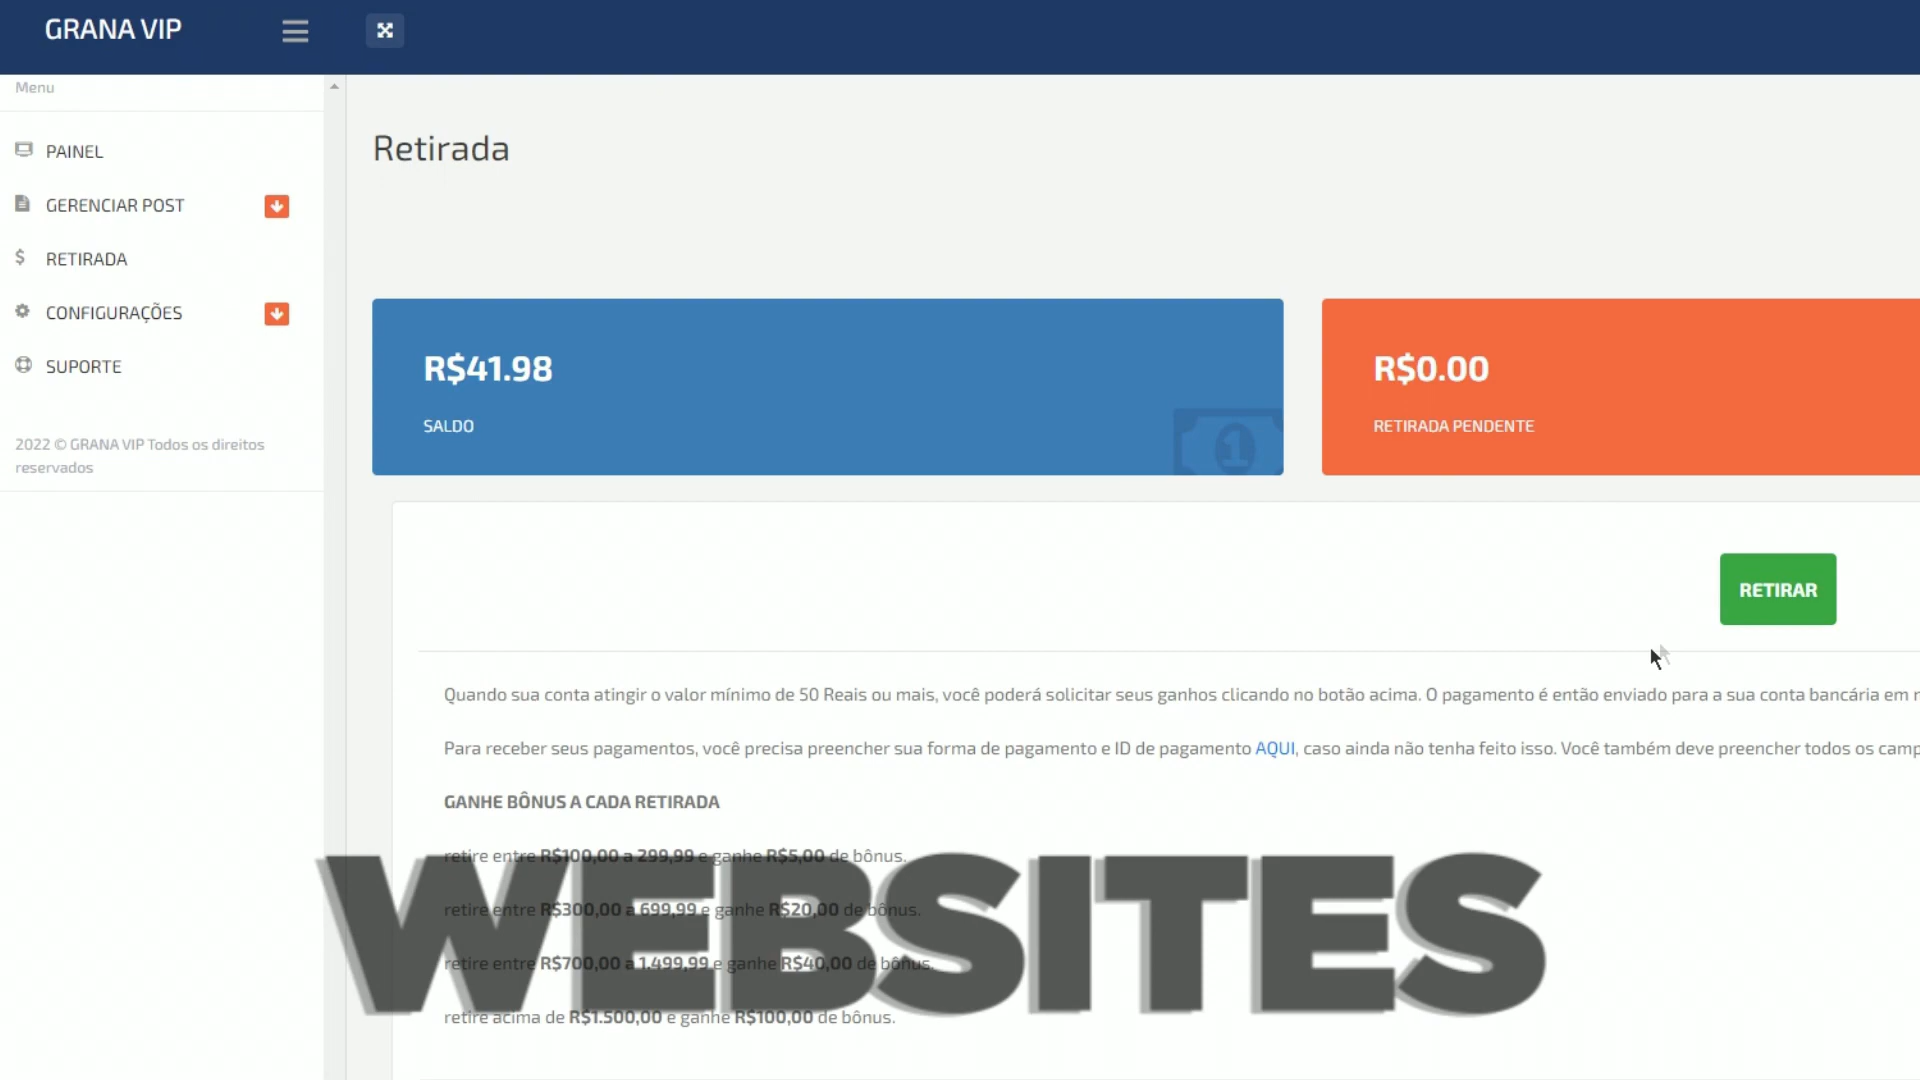 GRANA VIP
Menu
PAINEL
GERENCIAR POST
RETIRADA
CONFIGURAÇÕES
SUPORTE
2022 © GRANA VIP Todos os direitos
reservados
Retirada
R$41.98
SALDO
R$0.00
RETIRADA PENDENTE
RETIRAR
Quando sua conta atingir o valor mínimo de 50 Reais ou mais, você poderá solicitar seus ganhos clicando no botão acima. O pagamento é então enviado para a sua conta bancária em
Para receber seus pagamentos, você precisa preencher sua forma de pagamento e ID de pagamento AQUI, caso ainda não tenha feito isso. Você também deve preencher todos os camp
GANHE BÔNUS A CADA RETIRADA
retire entre R$100,00 a 299,99 e ganhe R$5,00 de bônus.
retire entre R$300,00 a 699,99 e ganhe R$20,00 de bônus.
retire entre R$700,00 a 1.499,99 e ganhe R$40,00 de bônus.
retire acima de R$1.500,00 e ganhe R$100,00 de bônus.
WEBSITES